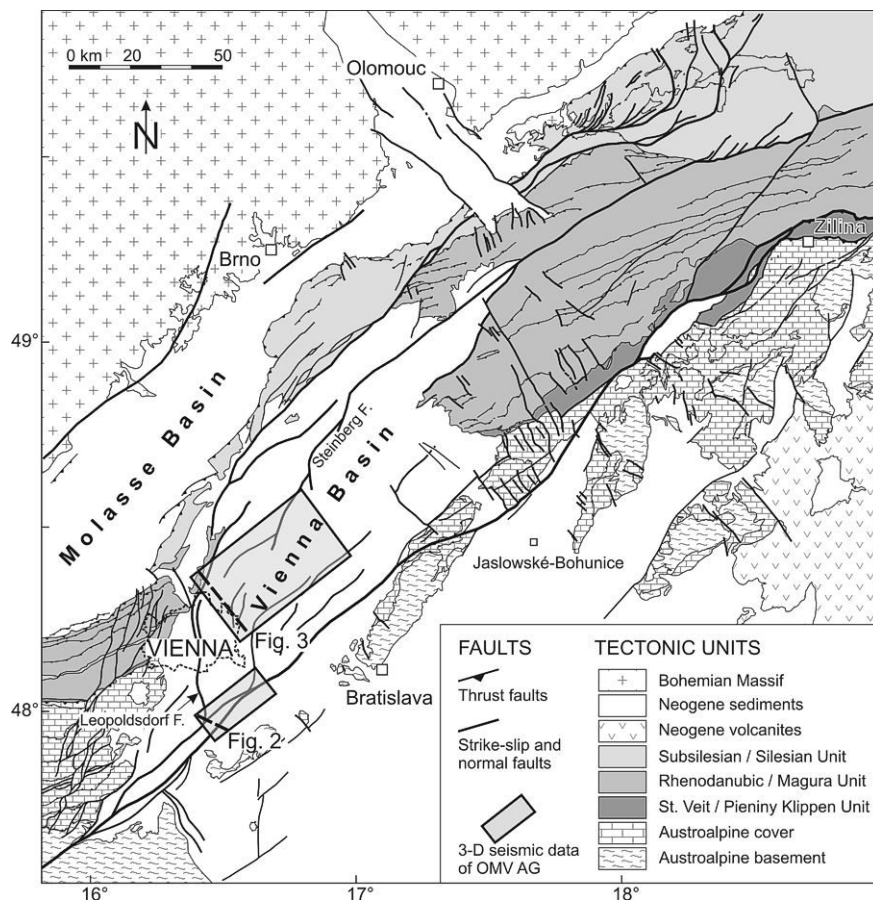 0 km 20 50
N
Olomouc
Brno
Zilina
49°
Molasse Basin
Steinberg F.
Vienna Basin
Jaslowské-Bohunice
VIENNA
Fig. 3
Bratislava
48°
Leopoldsdorf F.
Fig. 2
16°
17°
18°
FAULTS
Thrust faults
Strike-slip and
normal faults
3-D seismic data
of OMV AG
TECTONIC UNITS
Bohemian Massif
Neogene sediments
Neogene volcanites
Subsilesian / Silesian Unit
Rhenodanubic / Magura Unit
St. Veit / Pieniny Klippen Unit
Austroalpine cover
Austroalpine basement